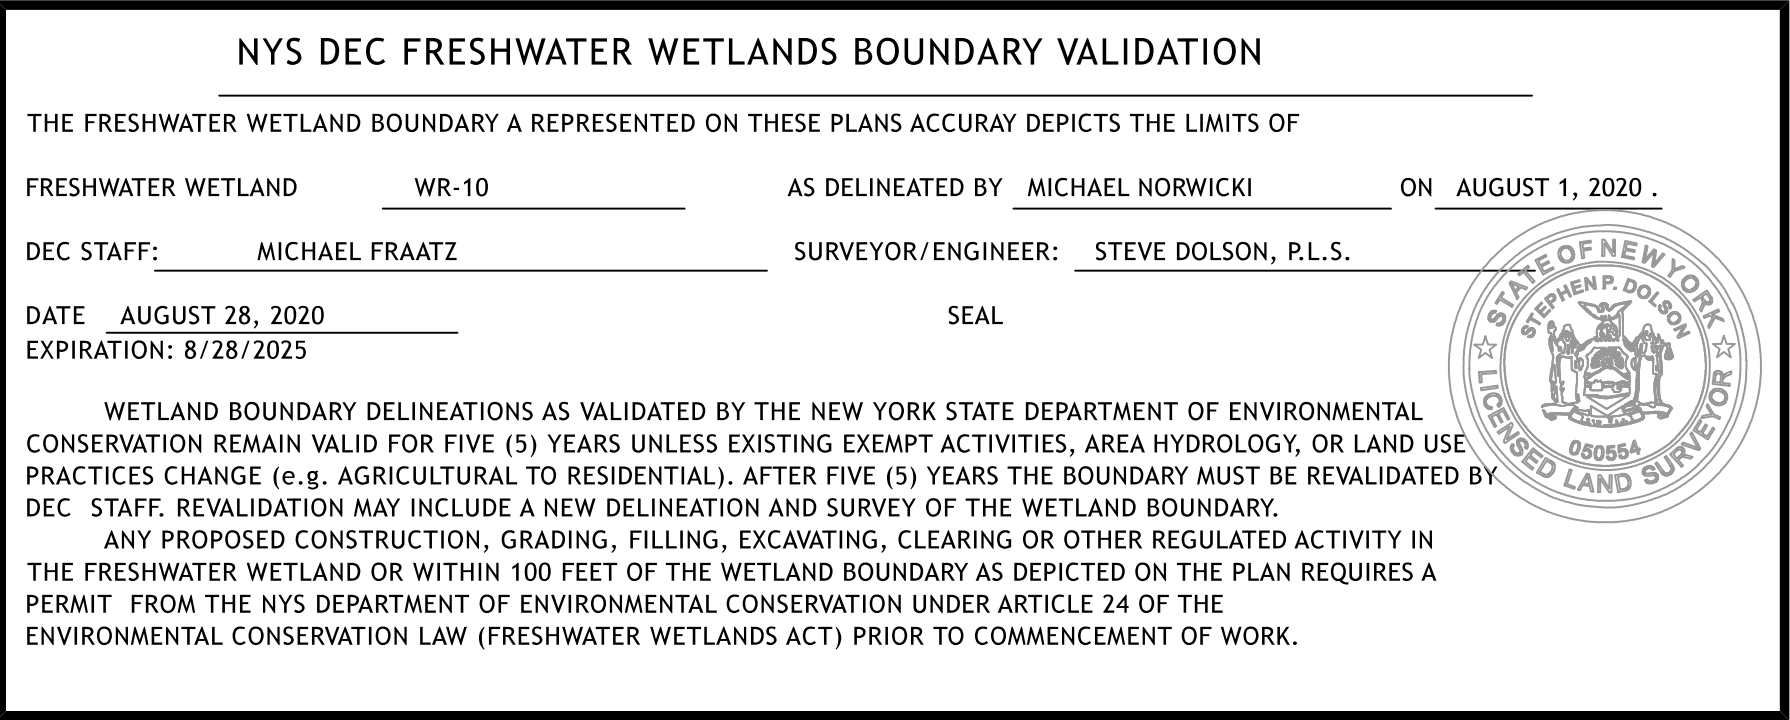 NYS DEC FRESHWATER WETLANDS BOUNDARY VALIDATION
THE FRESHWATER WETLAND BOUNDARY A REPRESENTED ON THESE PLANS ACCURAY DEPICTS THE LIMITS OF
FRESHWATER WETLAND WR-10 AS DELINEATED BY MICHAEL NORWICKI ON AUGUST 1, 2020 .
DEC STAFF: MICHAEL FRAATZ SURVEYOR/ENGINEER: STEVE DOLSON, P.L.S.
DATE AUGUST 28, 2020 SEAL
EXPIRATION: 8/28/2025
STATE OF NEW YORK
STEPHEN P. DOLSON
050554
LICENSED LAND SURVEYOR
WETLAND BOUNDARY DELINEATIONS AS VALIDATED BY THE NEW YORK STATE DEPARTMENT OF ENVIRONMENTAL
CONSERVATION REMAIN VALID FOR FIVE (5) YEARS UNLESS EXISTING EXEMPT ACTIVITIES, AREA HYDROLOGY, OR LAND USE
PRACTICES CHANGE (e.g. AGRICULTURAL TO RESIDENTIAL). AFTER FIVE (5) YEARS THE BOUNDARY MUST BE REVALIDATED BY
DEC STAFF. REVALIDATION MAY INCLUDE A NEW DELINEATION AND SURVEY OF THE WETLAND BOUNDARY.
ANY PROPOSED CONSTRUCTION, GRADING, FILLING, EXCAVATING, CLEARING OR OTHER REGULATED ACTIVITY IN
THE FRESHWATER WETLAND OR WITHIN 100 FEET OF THE WETLAND BOUNDARY AS DEPICTED ON THE PLAN REQUIRES A
PERMIT FROM THE NYS DEPARTMENT OF ENVIRONMENTAL CONSERVATION UNDER ARTICLE 24 OF THE
ENVIRONMENTAL CONSERVATION LAW (FRESHWATER WETLANDS ACT) PRIOR TO COMMENCEMENT OF WORK.